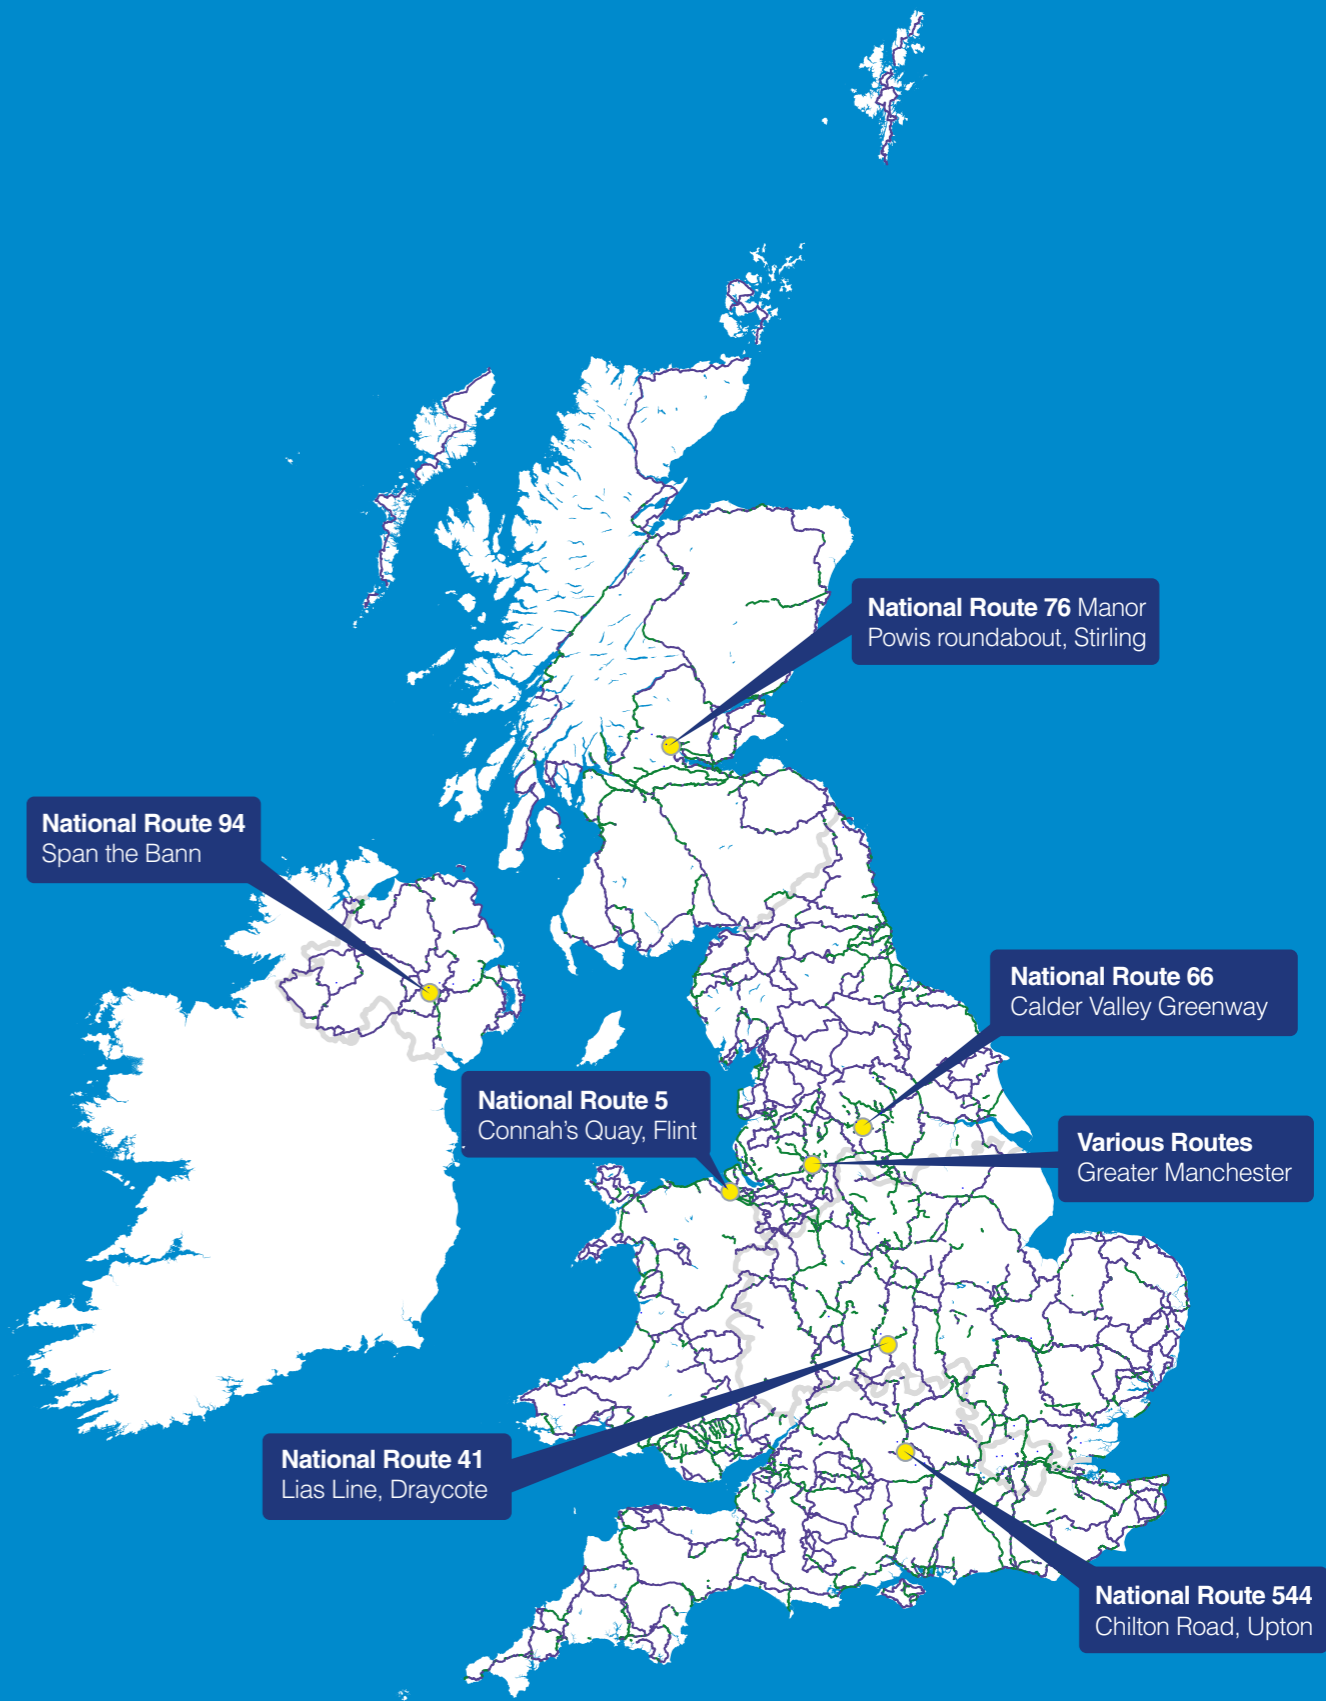 National Route 76 Manor
Powis roundabout, Stirling
National Route 94
Span the Bann
National Route 66
Calder Valley Greenway
National Route 5
Connah's Quay, Flint
Various Routes
Greater Manchester
National Route 41
Lias Line, Draycote
National Route 544
Chilton Road, Upton